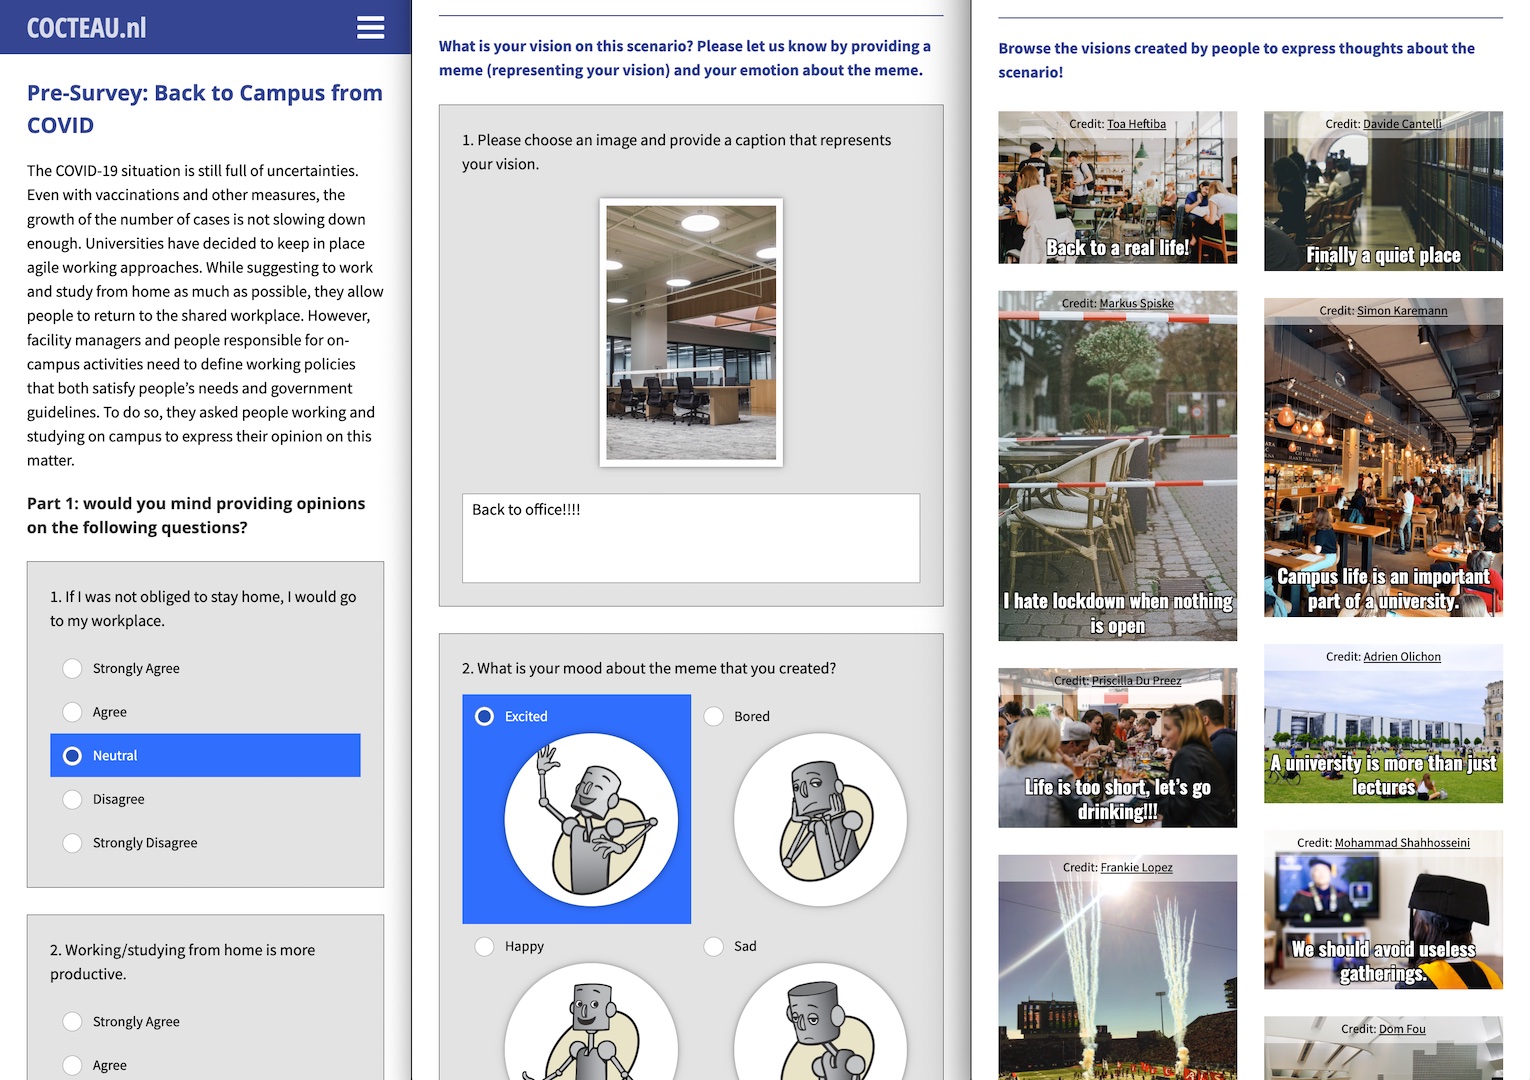 COCTEAU.nl
Pre-Survey: Back to Campus from
COVID
The COVID-19 situation is still full of uncertainties.
Even with vaccinations and other measures, the
growth of the number of cases is not slowing down
enough. Universities have decided to keep in place
agile working approaches. While suggesting to work
and study from home as much as possible, they allow
people to return to the shared workplace. However,
facility managers and people responsible for on-
campus activities need to define working policies
that both satisfy people's needs and government
guidelines. To do so, they asked people working and
studying on campus to express their opinion on this
matter.
Part 1: would you mind providing opinions
on the following questions?
1. If I was not obliged to stay home, I would go
to my workplace.
Strongly Agree
Agree
Neutral
Disagree
Strongly Disagree
2. Working/studying from home is more
productive.
Strongly Agree
Agree
What is your vision on this scenario? Please let us know by providing a
meme (representing your vision) and your emotion about the meme.
1. Please choose an image and provide a caption that represents
your vision.
Back to office!!!!
2. What is your mood about the meme that you created?
Excited
Bored
Happy
Sad
Browse the visions created by people to express thoughts about the
scenario!
Credit: Toa Heftiba
Back to a real life!
Credit: Markus Spiske
I hate lockdown when nothing
is open
Credit: Priscilla Du Preez
Life is too short, let's go
drinking!!!
Credit: Frankie Lopez
Credit: Davide Cantelli
Finally a quiet place
Credit: Simon Karemann
Campus life is an important
part of a university.
Credit: Adrien Olichon
A university is more than just
lectures
Credit: Mohammad Shahhosseini
We should avoid useless
gatherings.
Credit: Dom Fou